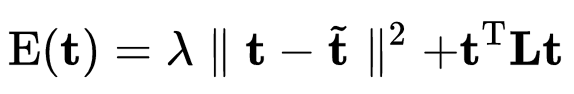 E(t) = λ ‖ t − t̃ ‖² +tᵀLt